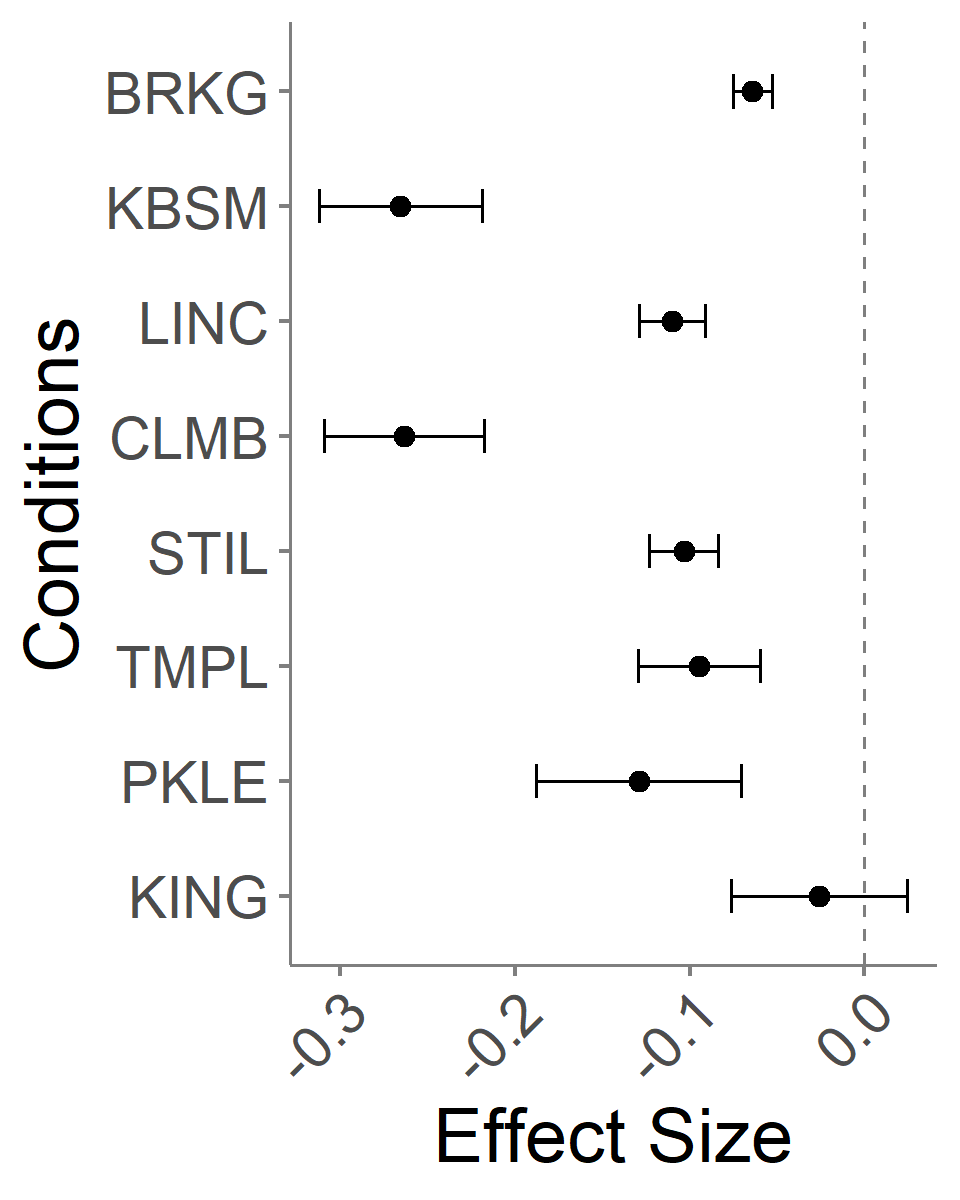 Conditions
BRKG
KBSM
LINC
CLMB
STIL
TMPL
PKLE
KING
-0.3
-0.2
-0.1
0.0
Effect Size